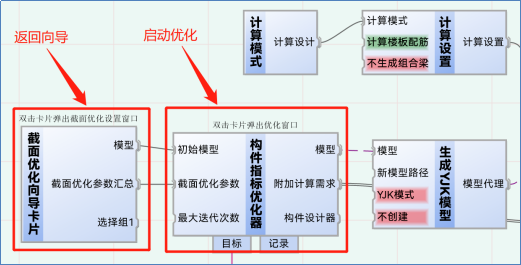 返回向导
启动优化
计算模式
计算设计
计算模式
计算楼板配筋
不生成组合梁
计算设置
计算设置
双击卡片弹出截面优化设置窗口
截面优化向导卡片
模型
截面优化参数汇总
选择组1
双击卡片弹出优化窗口
初始模型
截面优化参数
最大迭代次数
构件指标优化器
模型
附加计算需求
构件设计器
目标
记录
模型
新模型路径
YJK模式
不创建
生成YJK模型
模型代理